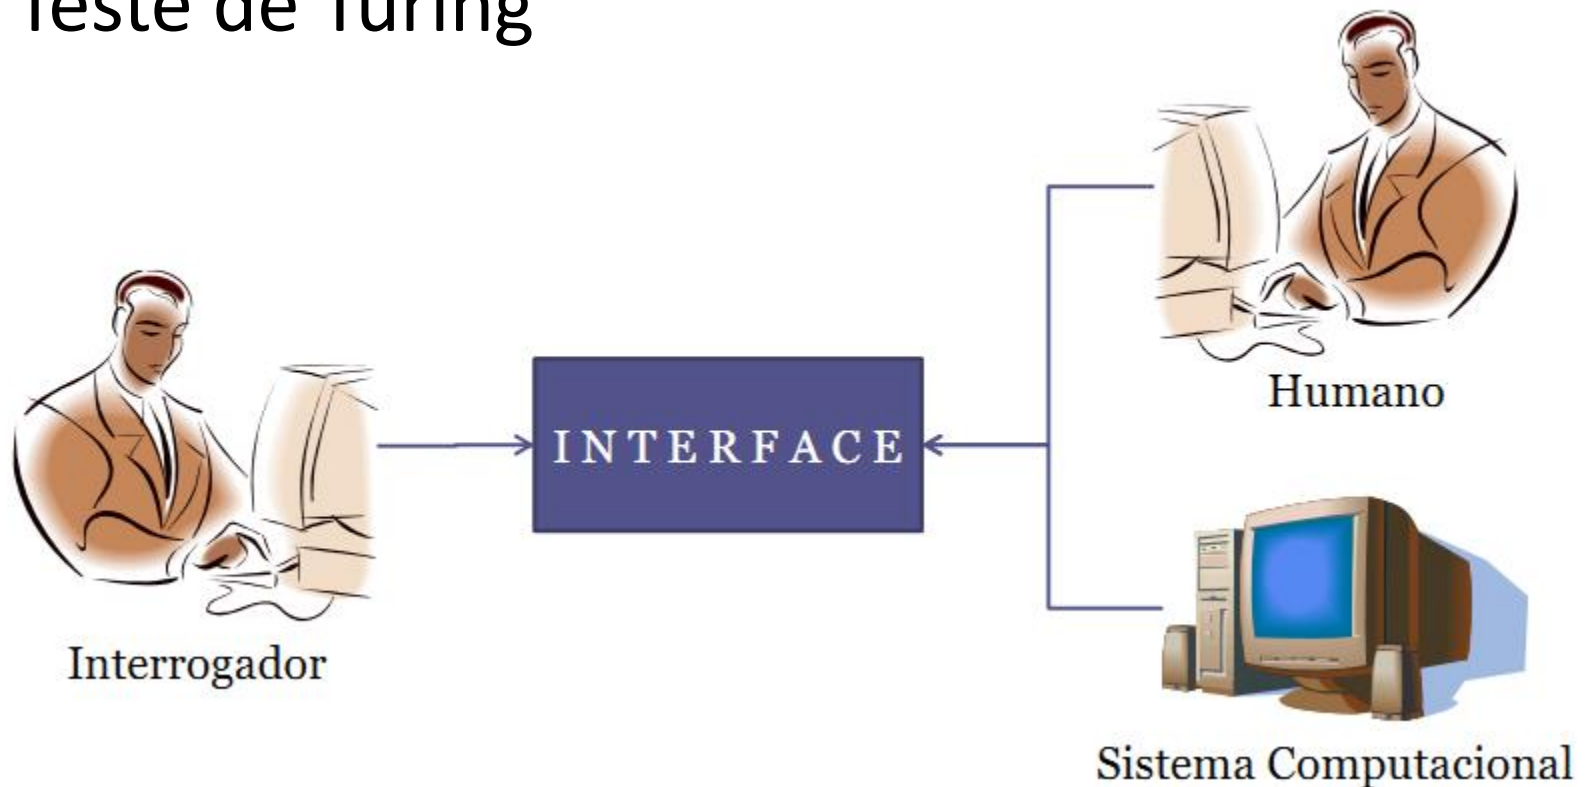 Teste de Turing
Humano
INTERFACE
Interrogador
Sistema Computacional